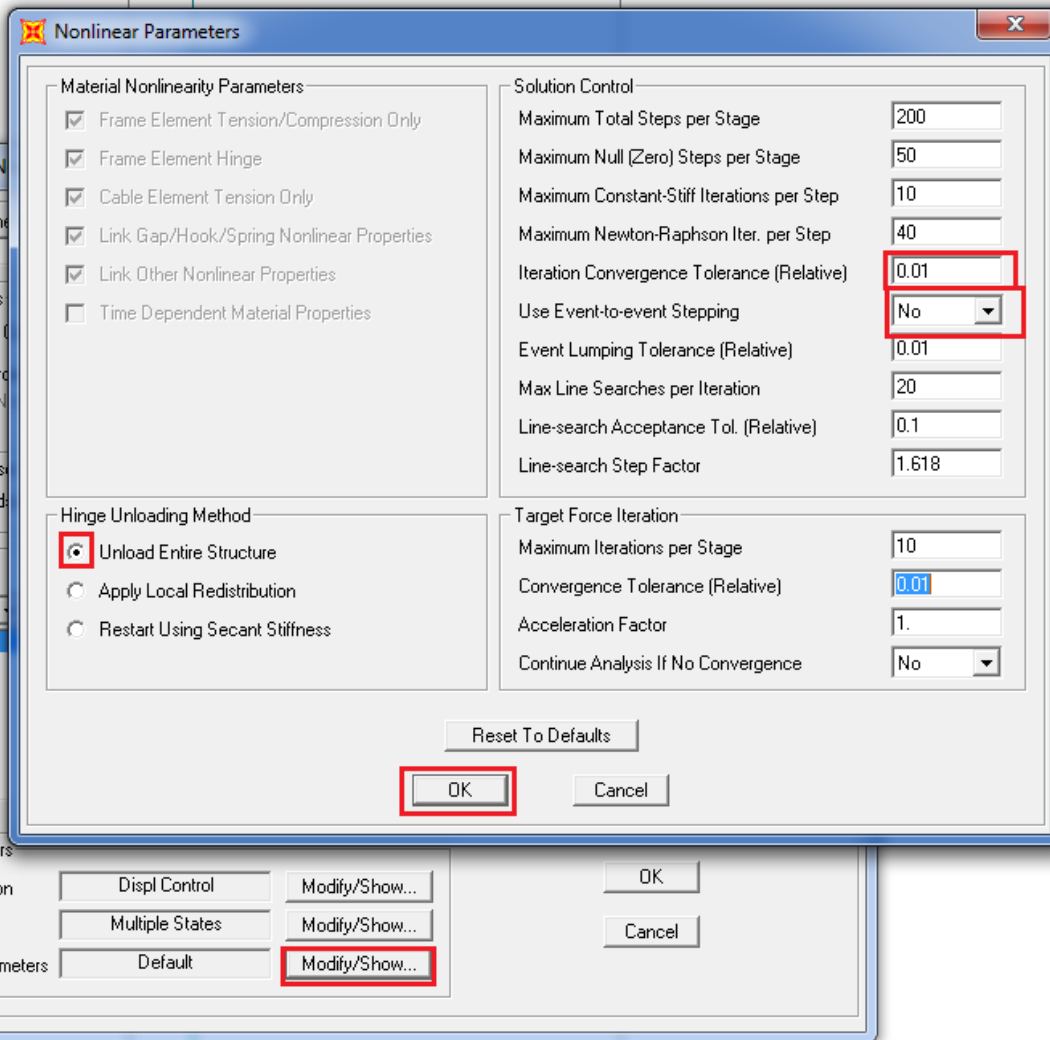 Nonlinear Parameters
Material Nonlinearity Parameters
Frame Element Tension/Compression Only
Frame Element Hinge
Cable Element Tension Only
Link Gap/Hook/Spring Nonlinear Properties
Link Other Nonlinear Properties
Time Dependent Material Properties
Solution Control
Maximum Total Steps per Stage 200
Maximum Null (Zero) Steps per Stage 50
Maximum Constant-Stiff Iterations per Step 10
Maximum Newton-Raphson Iter. per Step 40
Iteration Convergence Tolerance (Relative) 0.01
Use Event-to-event Stepping No
Event Lumping Tolerance (Relative) 0.01
Max Line Searches per Iteration 20
Line-search Acceptance Tol. (Relative) 0.1
Line-search Step Factor 1.618
Hinge Unloading Method
Unload Entire Structure
Apply Local Redistribution
Restart Using Secant Stiffness
Target Force Iteration
Maximum Iterations per Stage 10
Convergence Tolerance (Relative) 0.01
Acceleration Factor 1.
Continue Analysis If No Convergence No
Reset To Defaults
OK Cancel
Displ Control Modify/Show...
Multiple States Modify/Show...
meters Default Modify/Show...
OK
Cancel